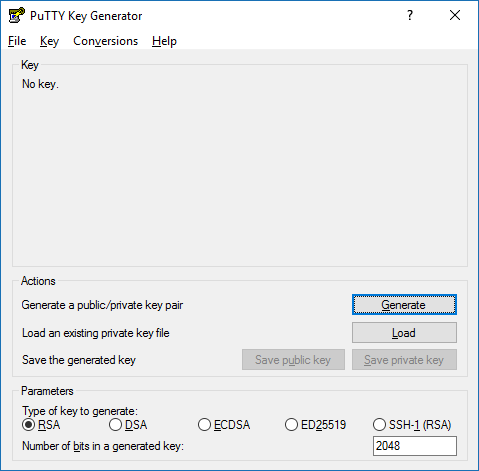 PuTTY Key Generator ?
File Key Conversions Help
Key
No key.
Actions
Generate a public/private key pair Generate
Load an existing private key file Load
Save the generated key Save public key Save private key
Parameters
Type of key to generate:
RSA DSA ECDSA ED25519 SSH-1 (RSA)
Number of bits in a generated key: 2048